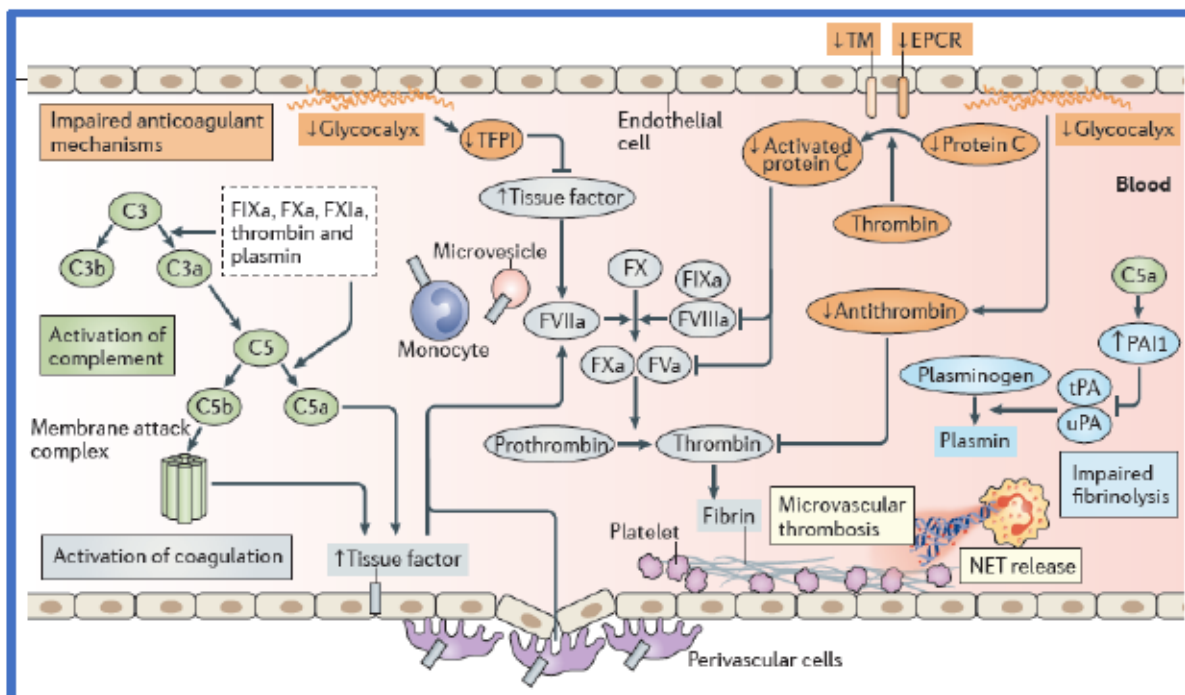 ↓TM
↓EPCR
Impaired anticoagulant
mechanisms
↓Glycocalyx
↓TFPI
Endothelial
cell
↓Activated
protein C
↓Protein C
↓Glycocalyx
↑Tissue factor
Blood
C3
FIXa, FXa, FXIa,
thrombin and
plasmin
Thrombin
C3b
C3a
Microvesicle
FX
FIXa
C5a
Activation of
complement
Monocyte
FVIIa
FVIIIa
↓Antithrombin
↑PAI1
C5
FXa
FVa
Plasminogen
tPA
uPA
C5b
C5a
Membrane attack
complex
Prothrombin
Thrombin
Plasmin
Impaired
fibrinolysis
Fibrin
Microvascular
thrombosis
Platelet
NET release
Activation of coagulation
↑Tissue factor
Perivascular cells